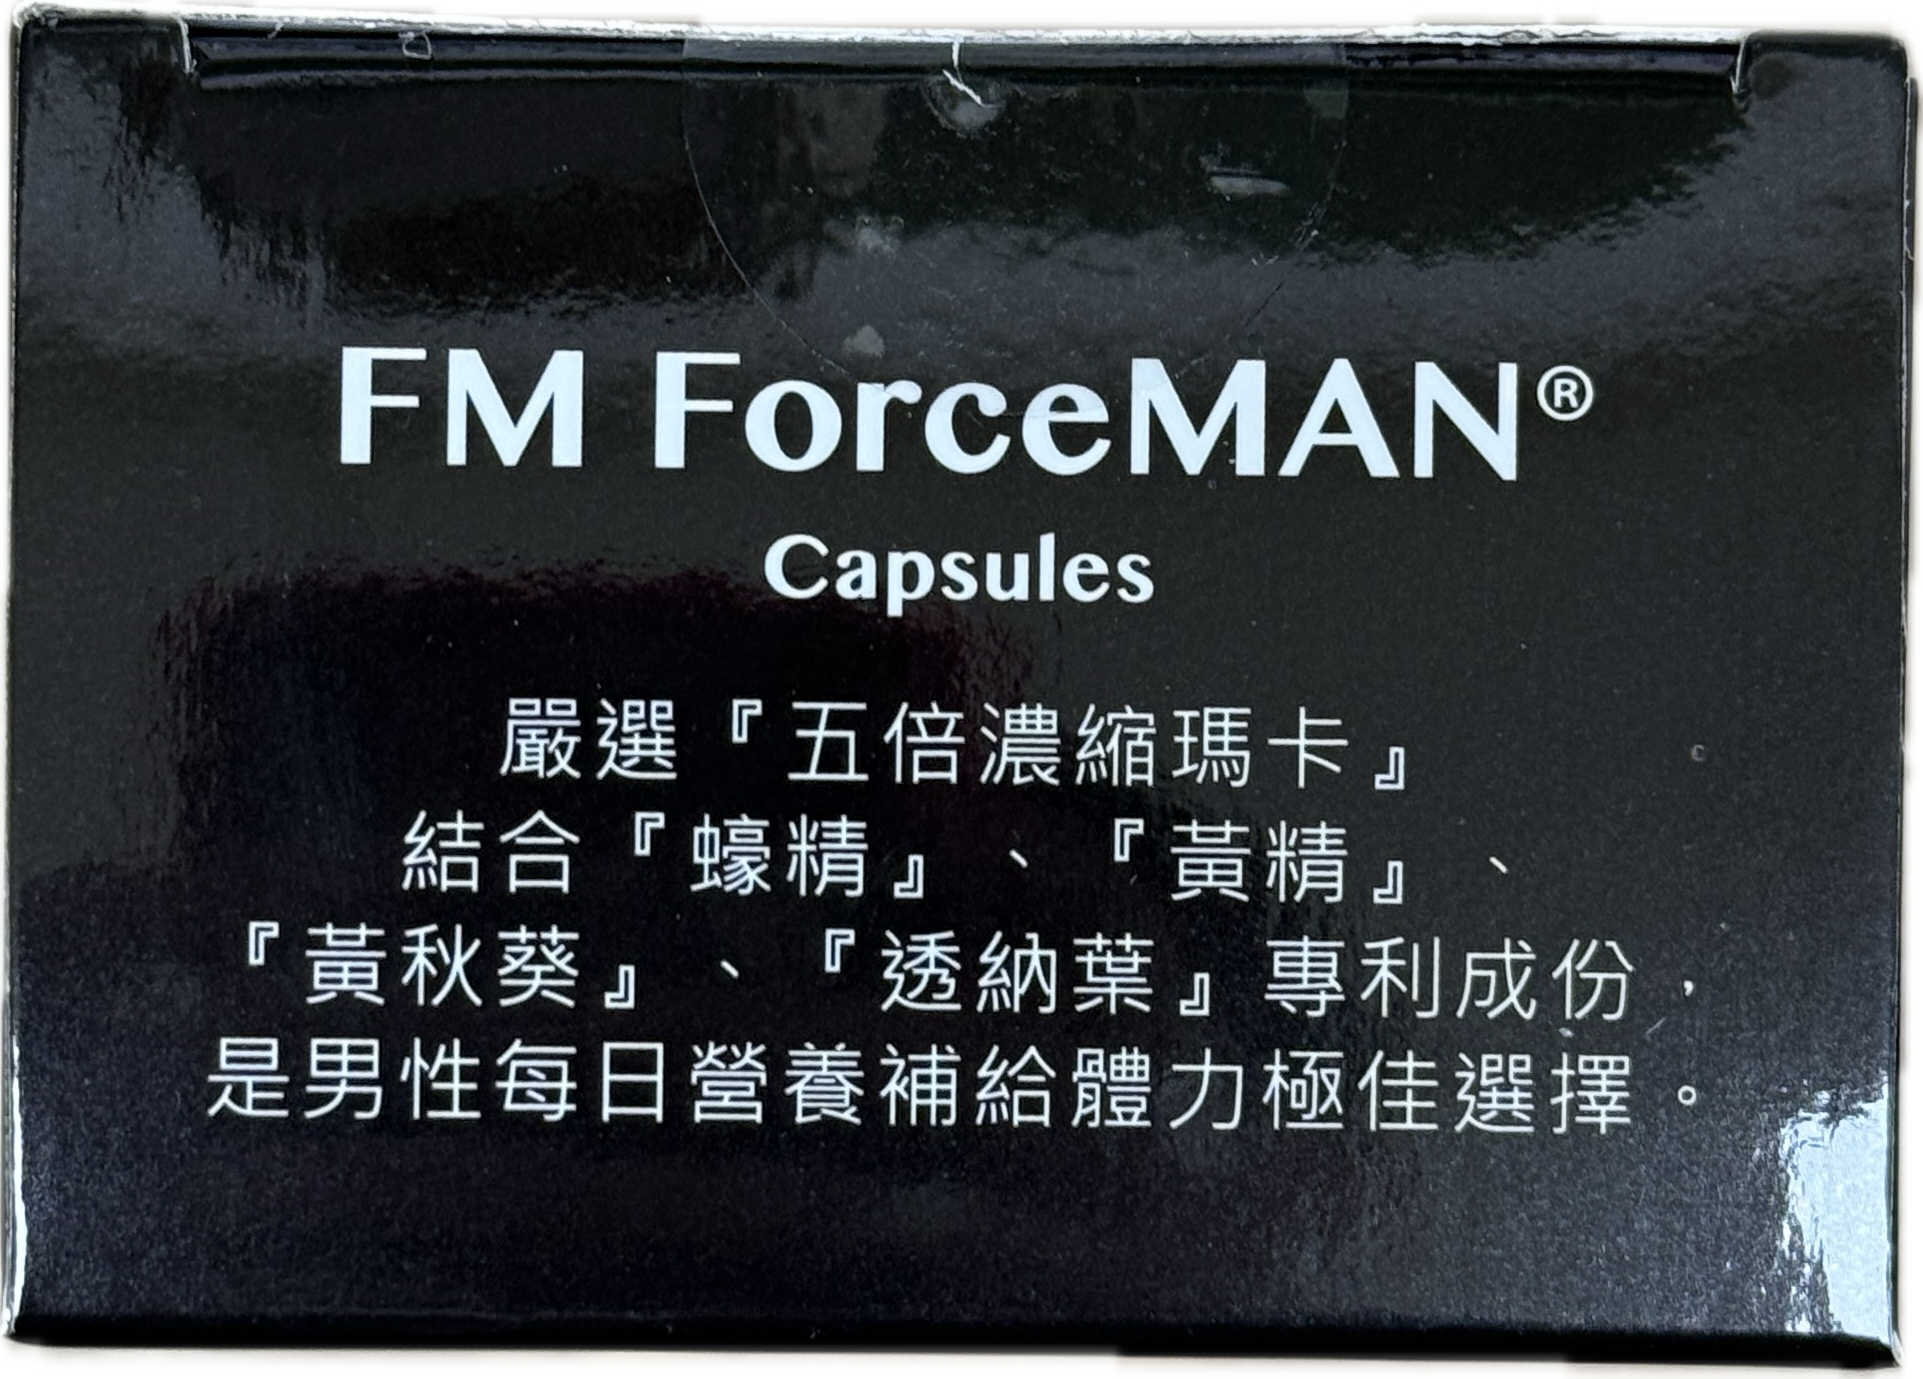 FM ForceMAN®
Capsules
嚴選『五倍濃縮瑪卡』
結合『蠔精』、『黃精』、
『黃秋葵』、『透納葉』專利成份，
是男性每日營養補給體力極佳選擇。